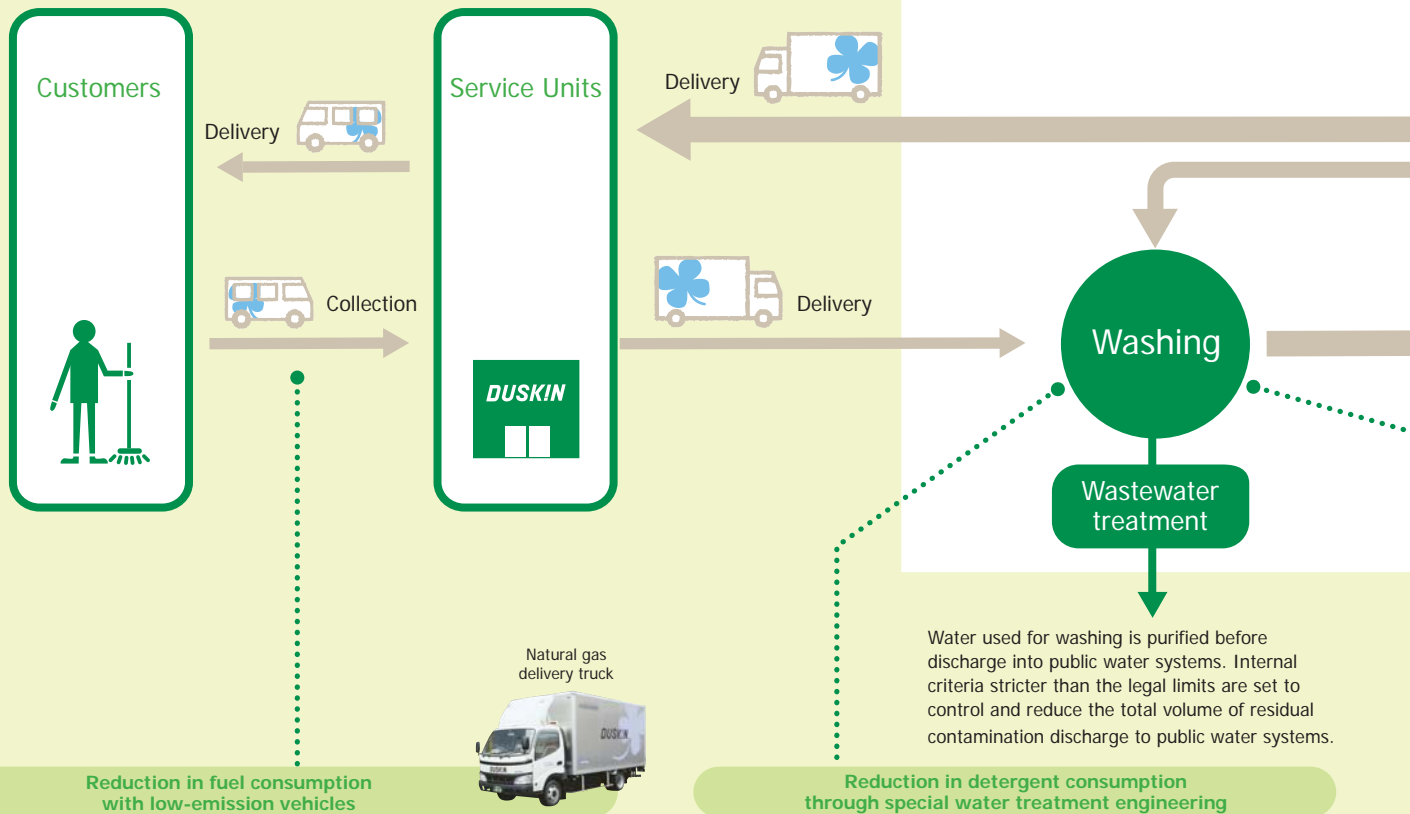 Customers
Service Units
Delivery
Delivery
Collection
Delivery
DUSKIN
Washing
Wastewater
treatment
Water used for washing is purified before
discharge into public water systems. Internal
criteria stricter than the legal limits are set to
control and reduce the total volume of residual
contamination discharge to public water systems.
Natural gas
delivery truck
DUSKIN
DUSKIN
Reduction in fuel consumption
with low-emission vehicles
Reduction in detergent consumption
through special water treatment engineering